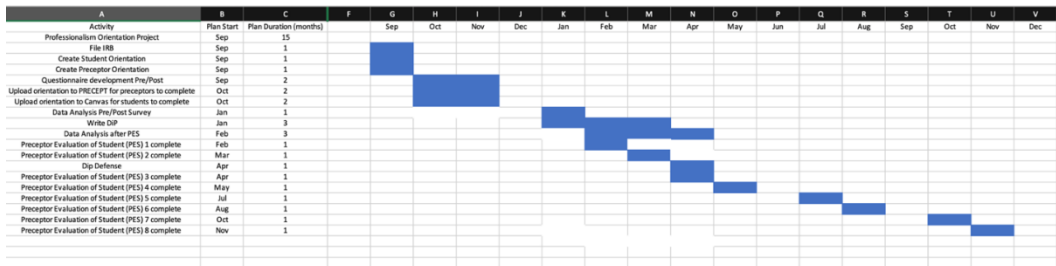 A B C F G H I J K L M N O P Q R S T U V
Activity Plan Start Plan Duration (months) Sep Oct Nov Dec Jan Feb Mar Apr May Jun Jul Aug Sep Oct Nov Dec
Professionalism Orientation Project Sep 15
File IRB Sep 1
Create Student Orientation Sep 1
Create Preceptor Orientation Sep 1
Questionnaire development Pre/Post Sep 2
Upload orientation to PRECEPT for preceptors to complete Oct 2
Upload orientation to Canvas for students to complete Oct 2
Data Analysis Pre/Post Survey Jan 1
Write DiP Jan 3
Data Analysis after PES Feb 3
Preceptor Evaluation of Student (PES) 1 complete Feb 1
Preceptor Evaluation of Student (PES) 2 complete Mar 1
Dip Defense Apr 1
Preceptor Evaluation of Student (PES) 3 complete Apr 1
Preceptor Evaluation of Student (PES) 4 complete May 1
Preceptor Evaluation of Student (PES) 5 complete Jul 1
Preceptor Evaluation of Student (PES) 6 complete Aug 1
Preceptor Evaluation of Student (PES) 7 complete Oct 1
Preceptor Evaluation of Student (PES) 8 complete Nov 1